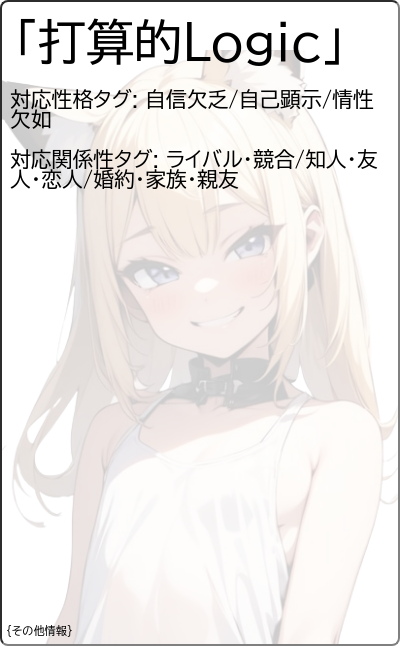 「打算的Logic」
対応性格タグ: 自信欠乏/自己顕示/情性
欠如
対応関係性タグ: ライバル・競合/知人・友
人・恋人/婚約・家族・親友
{その他情報}